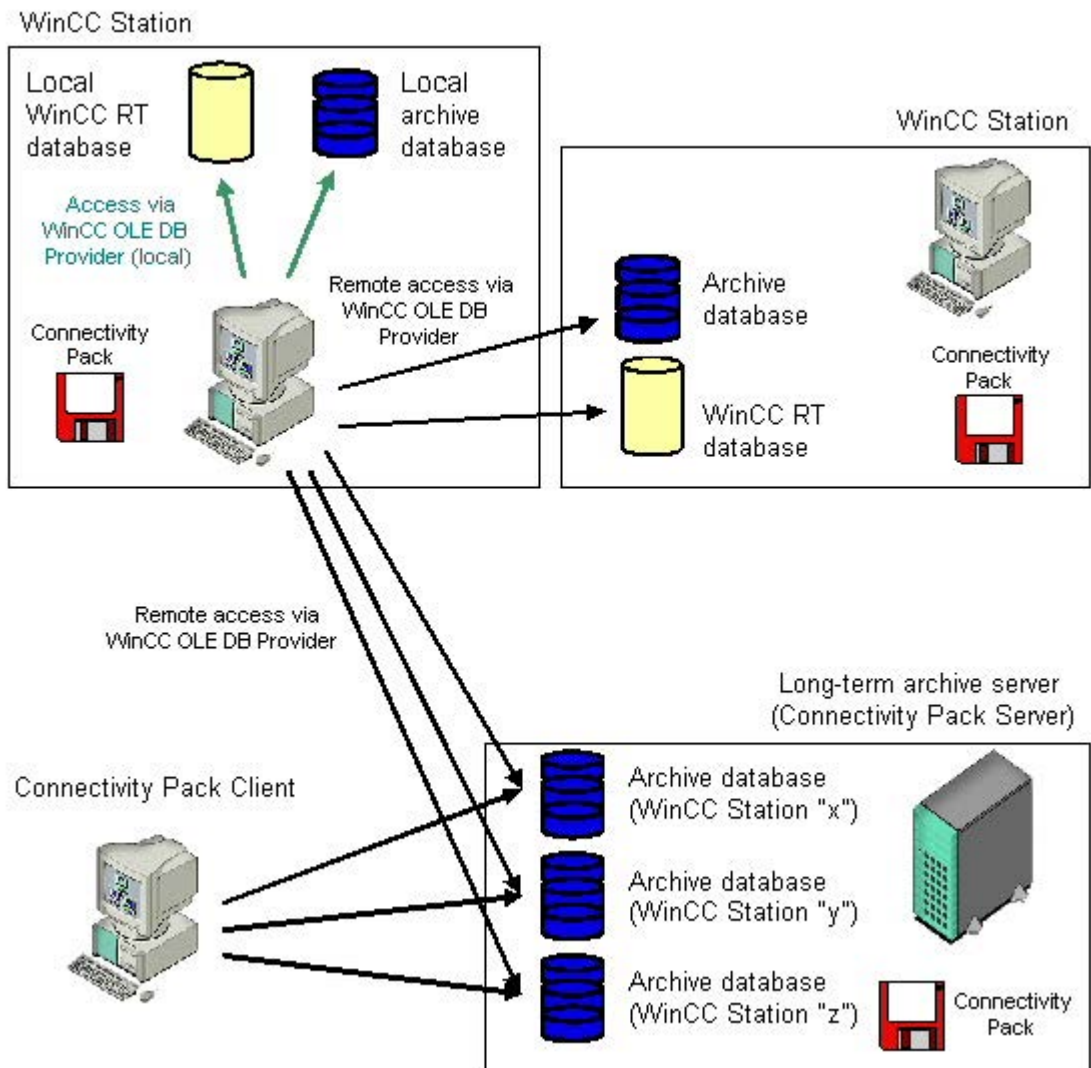 WinCC Station
Local
WinCC RT
database
Local
archive
database
Access via
WinCC OLE DB
Provider (local)
Remote access via
WinCC OLE DB
Provider
Connectivity
Pack
WinCC Station
Archive
database
WinCC RT
database
Connectivity
Pack
Remote access via
WinCC OLE DB Provider
Long-term archive server
(Connectivity Pack Server)
Connectivity Pack Client
Archive database
(WinCC Station "x")
Archive database
(WinCC Station "y")
Archive database
(WinCC Station "z")
Connectivity
Pack